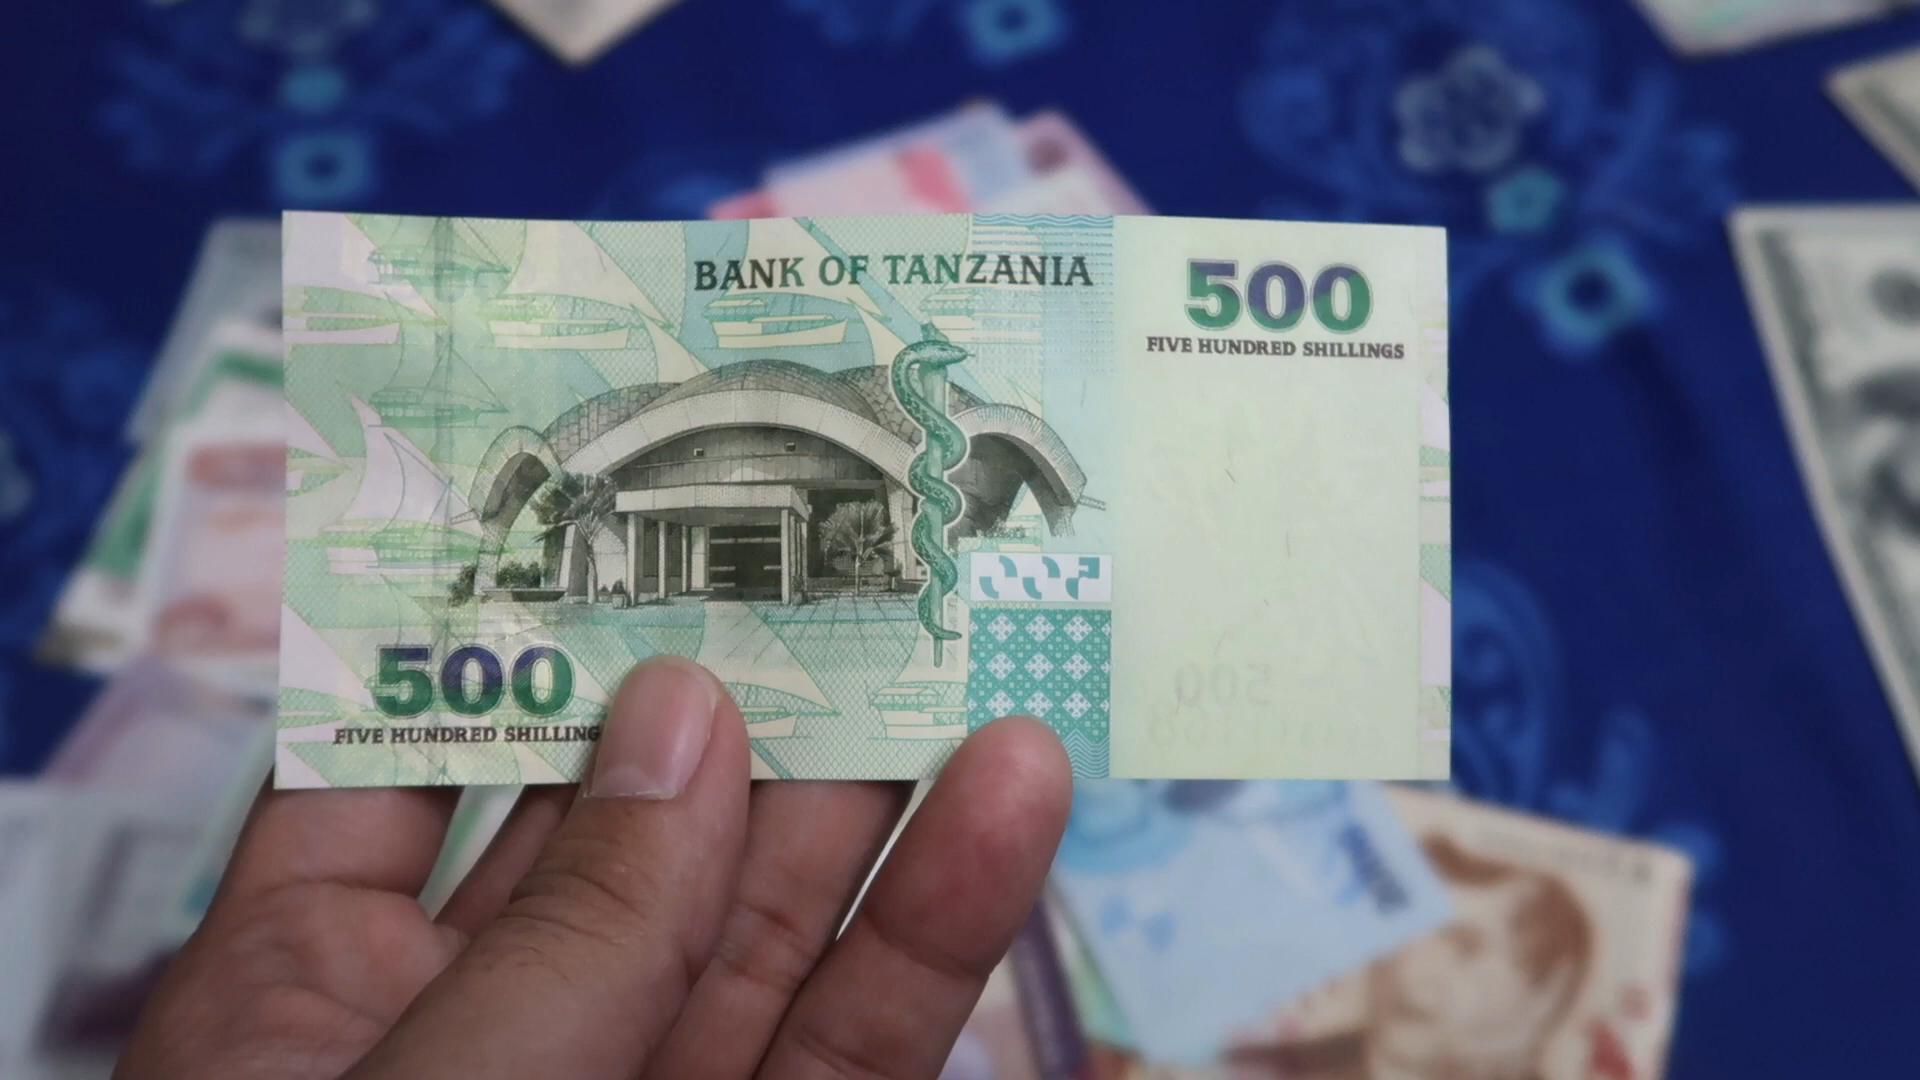 BANK OF TANZANIA
500
FIVE HUNDRED SHILLINGS
500
FIVE HUNDRED SHILLING